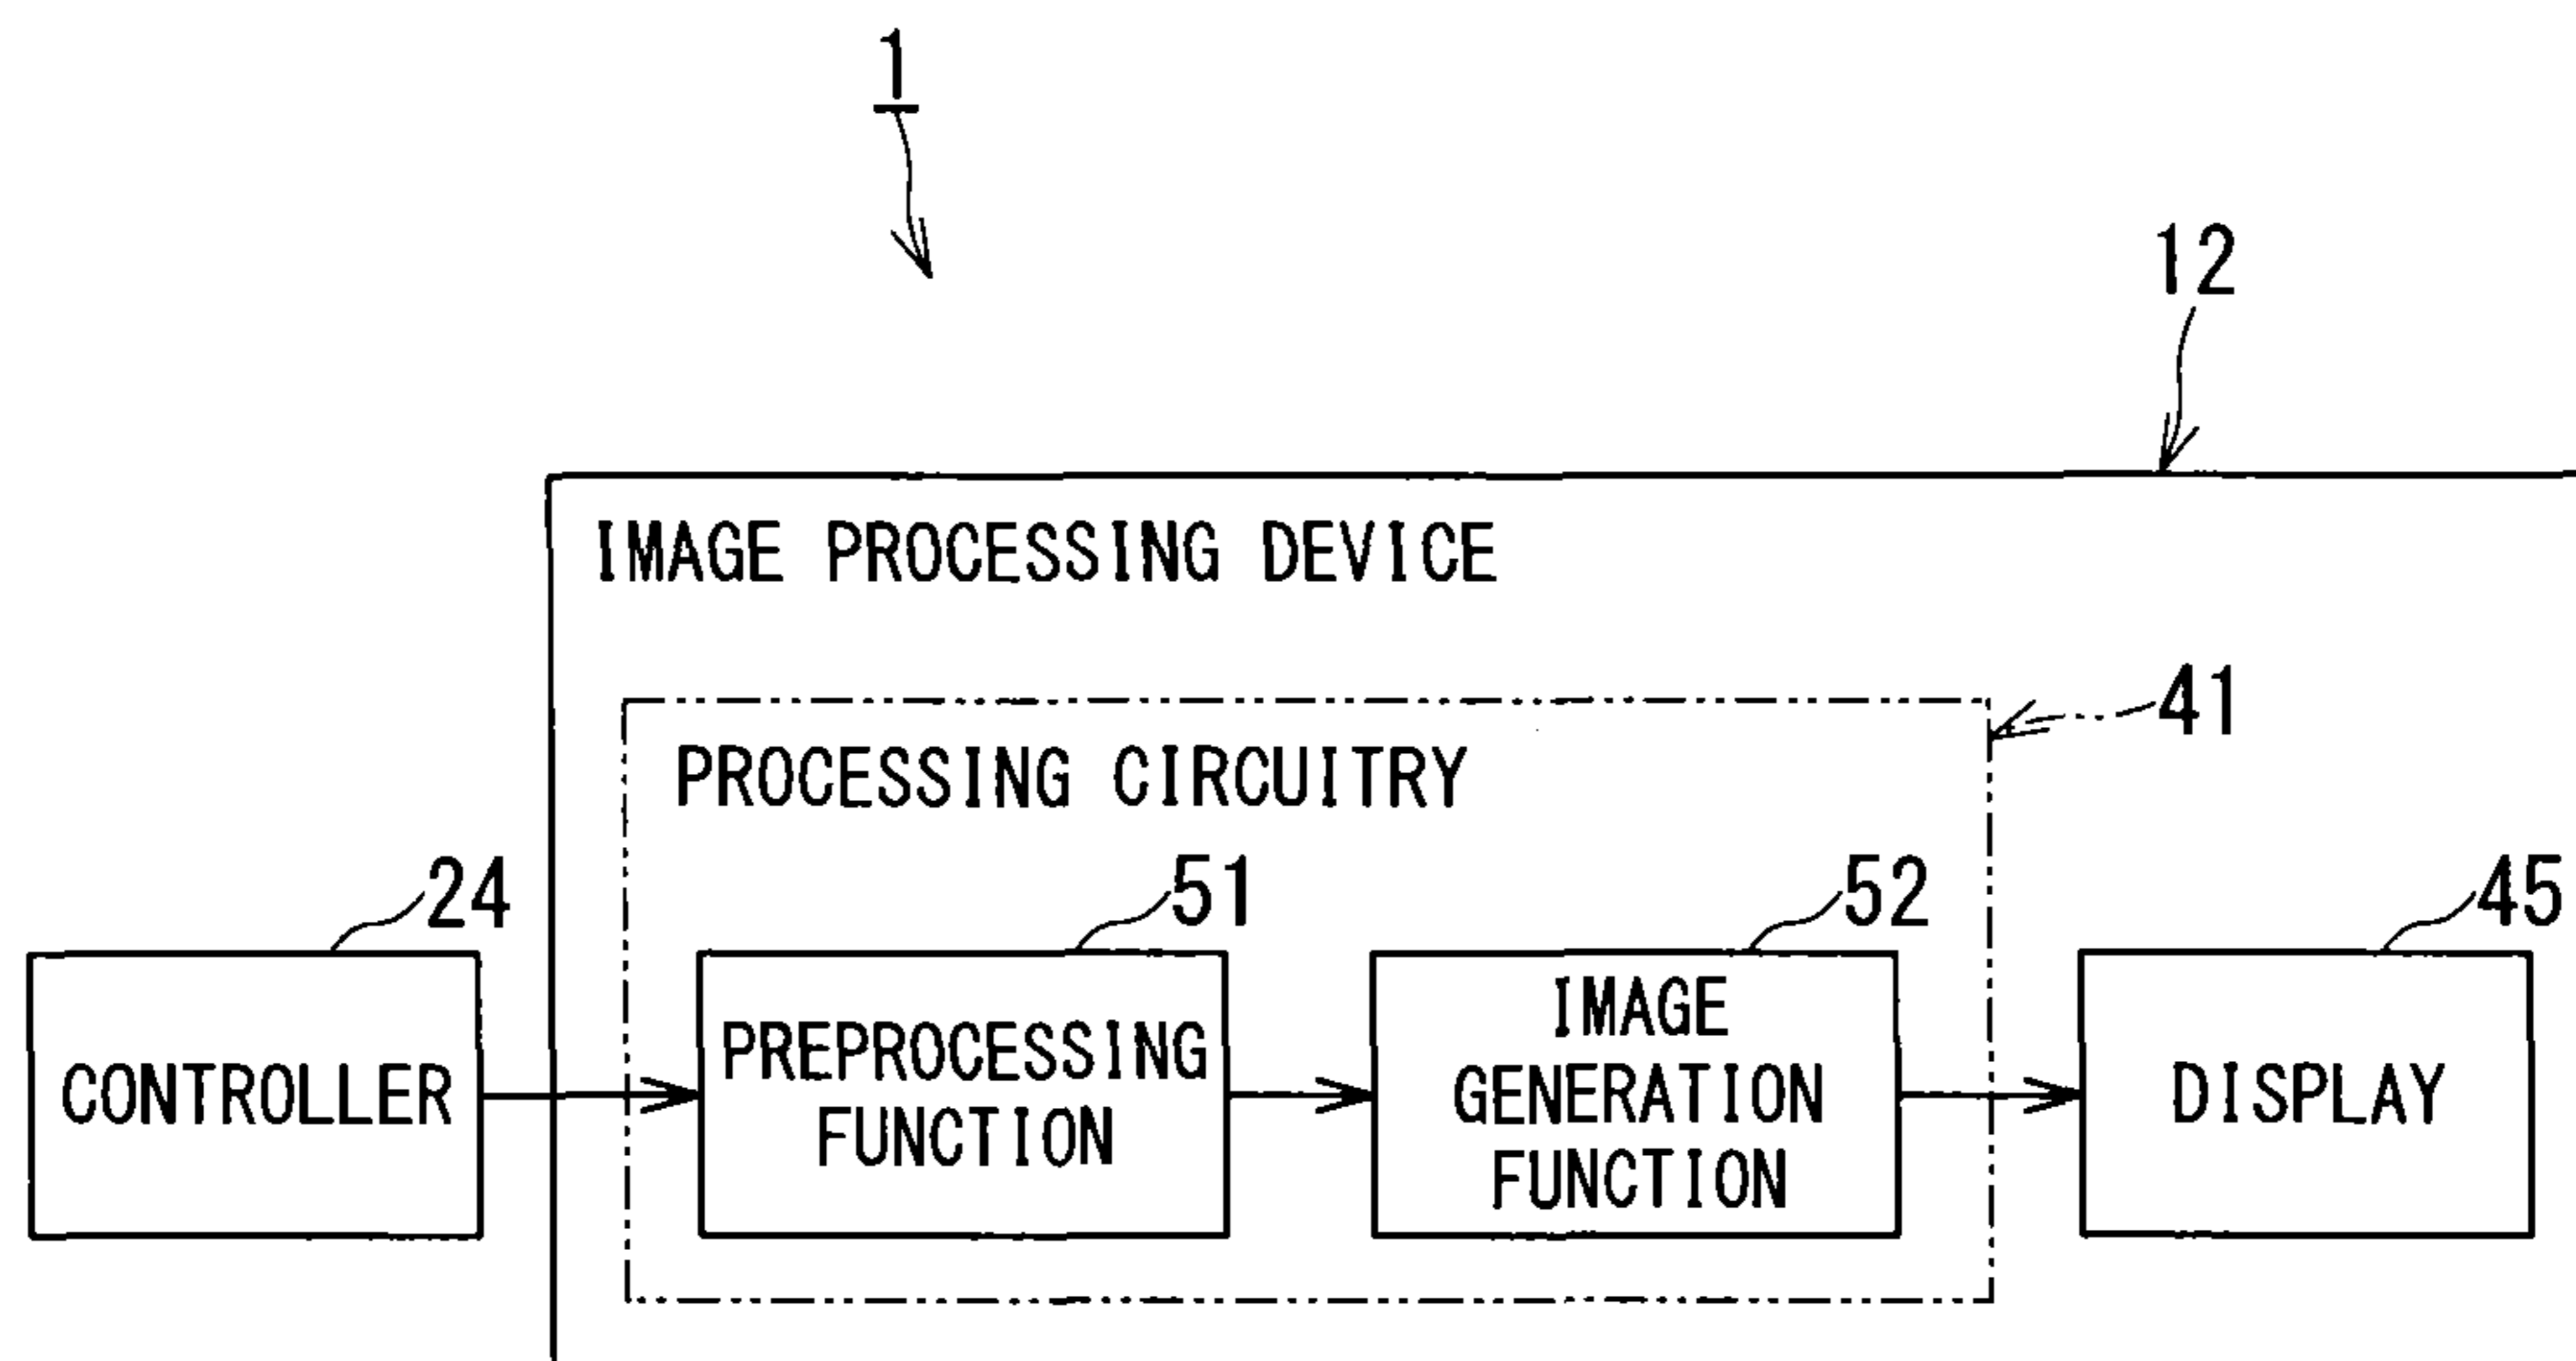 1
12
IMAGE PROCESSING DEVICE
41
PROCESSING CIRCUITRY
24
51
52
45
CONTROLLER
PREPROCESSING
FUNCTION
IMAGE
GENERATION
FUNCTION
DISPLAY